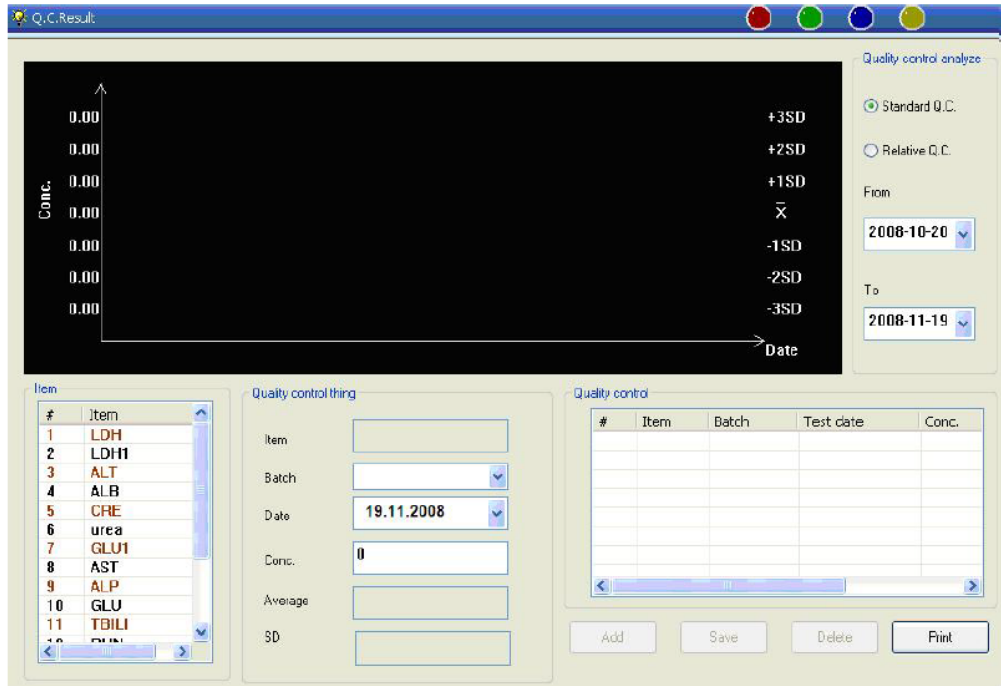 Q.C.Result
Quality control analyze
Standard Q.C.
Relative Q.C.
From
2008-10-20
To
2008-11-19
Conc.
0.00 +3SD
0.00 +2SD
0.00 +1SD
0.00 x̄
0.00 -1SD
0.00 -2SD
0.00 -3SD
Date
Item
# Item
1 LDH
2 LDH1
3 ALT
4 ALB
5 CRE
6 urea
7 GLU1
8 AST
9 ALP
10 GLU
11 TBILI
Quality control thing
Item
Batch
Date 19.11.2008
Conc. 0
Average
SD
Quality control
# Item Batch Test date Conc.
Add Save Delete Print